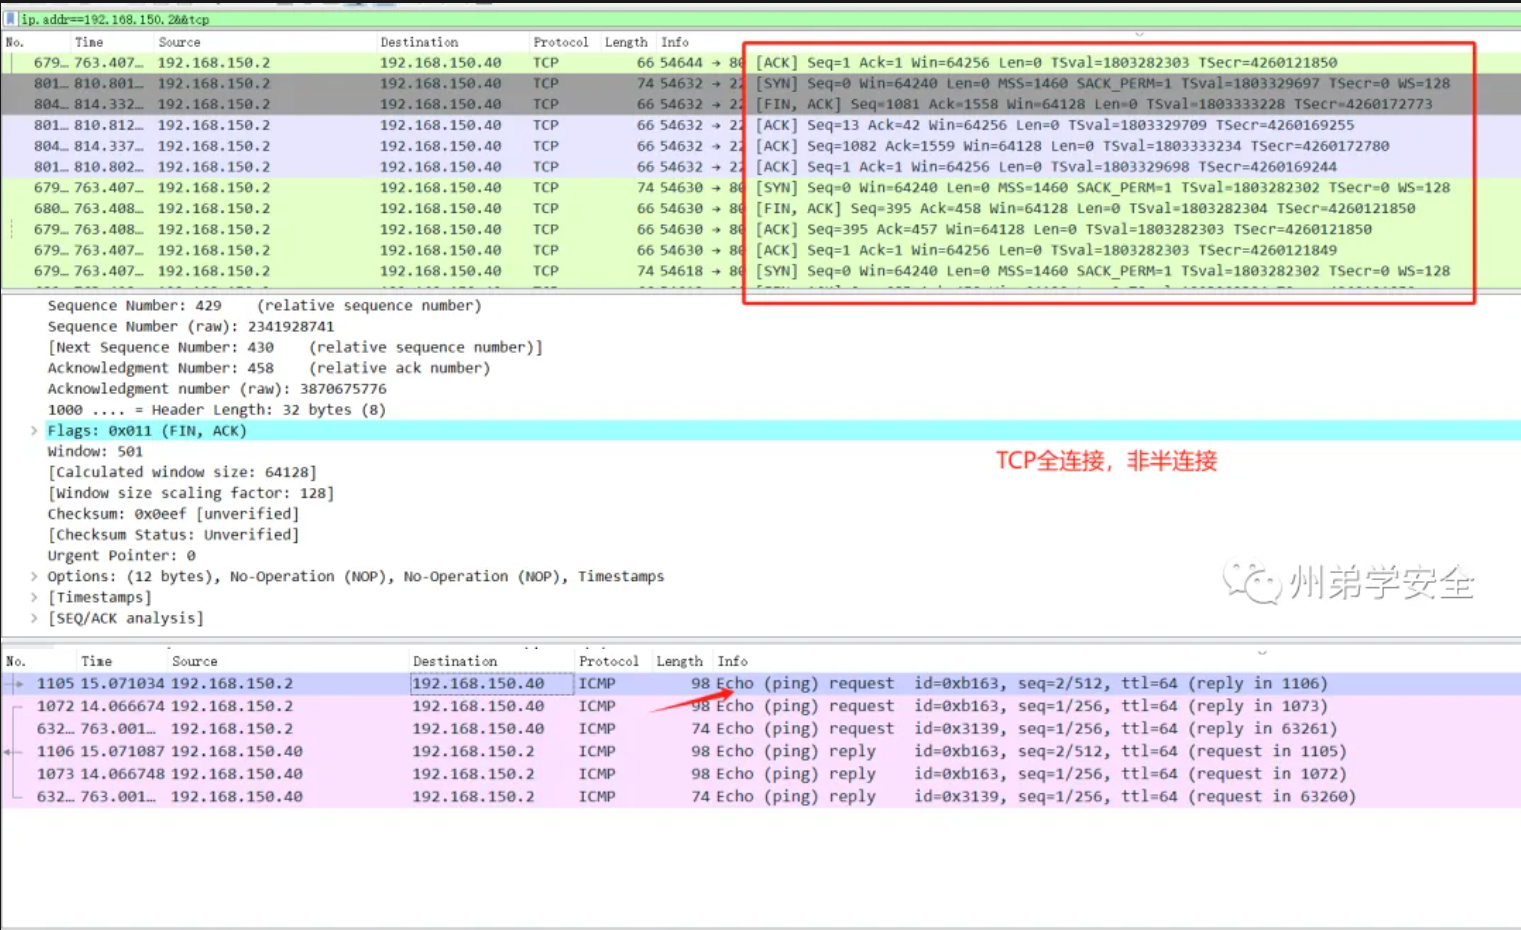 ip.addr==192.168.150.2&&tcp
No. Time Source Destination Protocol Length Info
679… 763.407… 192.168.150.2 192.168.150.40 TCP 66 54644 → 80 [ACK] Seq=1 Ack=1 Win=64256 Len=0 TSval=1803282303 TSecr=4260121850
801… 810.801… 192.168.150.2 192.168.150.40 TCP 74 54632 → 22 [SYN] Seq=0 Win=64240 Len=0 MSS=1460 SACK_PERM=1 TSval=1803329697 TSecr=0 WS=128
804… 814.332… 192.168.150.2 192.168.150.40 TCP 66 54632 → 22 [FIN, ACK] Seq=1081 Ack=1558 Win=64128 Len=0 TSval=1803333228 TSecr=4260172773
801… 810.812… 192.168.150.2 192.168.150.40 TCP 66 54632 → 22 [ACK] Seq=13 Ack=42 Win=64256 Len=0 TSval=1803329709 TSecr=4260169255
804… 814.337… 192.168.150.2 192.168.150.40 TCP 66 54632 → 22 [ACK] Seq=1082 Ack=1559 Win=64128 Len=0 TSval=1803333234 TSecr=4260172780
801… 810.802… 192.168.150.2 192.168.150.40 TCP 66 54632 → 22 [ACK] Seq=1 Ack=1 Win=64256 Len=0 TSval=1803329698 TSecr=4260169244
679… 763.407… 192.168.150.2 192.168.150.40 TCP 74 54630 → 80 [SYN] Seq=0 Win=64240 Len=0 MSS=1460 SACK_PERM=1 TSval=1803282302 TSecr=0 WS=128
680… 763.408… 192.168.150.2 192.168.150.40 TCP 66 54630 → 80 [FIN, ACK] Seq=395 Ack=458 Win=64128 Len=0 TSval=1803282304 TSecr=4260121850
679… 763.408… 192.168.150.2 192.168.150.40 TCP 66 54630 → 80 [ACK] Seq=395 Ack=457 Win=64128 Len=0 TSval=1803282303 TSecr=4260121850
679… 763.407… 192.168.150.2 192.168.150.40 TCP 66 54630 → 80 [ACK] Seq=1 Ack=1 Win=64256 Len=0 TSval=1803282303 TSecr=4260121849
679… 763.407… 192.168.150.2 192.168.150.40 TCP 74 54618 → 80 [SYN] Seq=0 Win=64240 Len=0 MSS=1460 SACK_PERM=1 TSval=1803282302 TSecr=0 WS=128
Sequence Number: 429 (relative sequence number)
Sequence Number (raw): 2341928741
[Next Sequence Number: 430 (relative sequence number)]
Acknowledgment Number: 458 (relative ack number)
Acknowledgment number (raw): 3870675776
1000 .... = Header Length: 32 bytes (8)
Flags: 0x011 (FIN, ACK)
Window: 501
[Calculated window size: 64128]
[Window size scaling factor: 128]
Checksum: 0x0eef [unverified]
[Checksum Status: Unverified]
Urgent Pointer: 0
Options: (12 bytes), No-Operation (NOP), No-Operation (NOP), Timestamps
[Timestamps]
[SEQ/ACK analysis]
TCP全连接，非半连接
州弟学安全
No. Time Source Destination Protocol Length Info
1105 15.071034 192.168.150.2 192.168.150.40 ICMP 98 Echo (ping) request id=0xb163, seq=2/512, ttl=64 (reply in 1106)
1072 14.066674 192.168.150.2 192.168.150.40 ICMP 98 Echo (ping) request id=0xb163, seq=1/256, ttl=64 (reply in 1073)
632… 763.001… 192.168.150.2 192.168.150.40 ICMP 74 Echo (ping) request id=0x3139, seq=1/256, ttl=64 (reply in 63261)
1106 15.071087 192.168.150.40 192.168.150.2 ICMP 98 Echo (ping) reply id=0xb163, seq=2/512, ttl=64 (request in 1105)
1073 14.066748 192.168.150.40 192.168.150.2 ICMP 98 Echo (ping) reply id=0xb163, seq=1/256, ttl=64 (request in 1072)
632… 763.001… 192.168.150.40 192.168.150.2 ICMP 74 Echo (ping) reply id=0x3139, seq=1/256, ttl=64 (request in 63260)